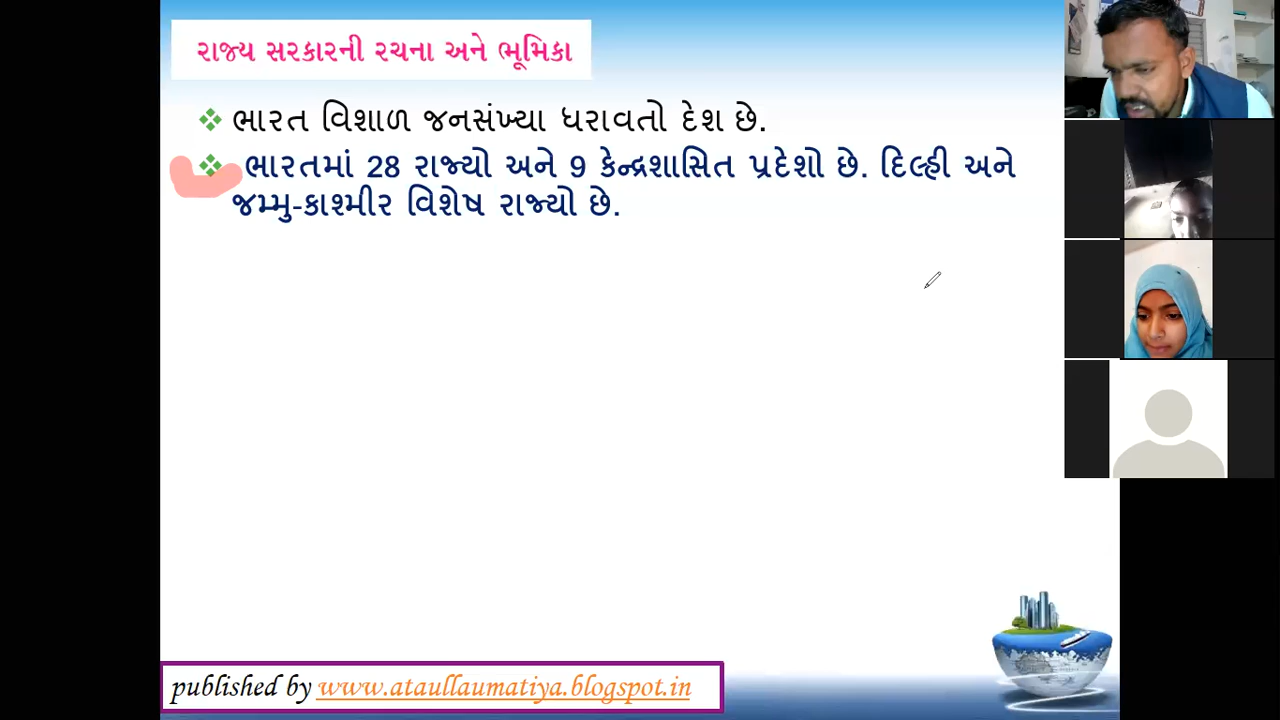 રાજ્ય સરકારની રચના અને ભૂમિકા
ભારત વિશાળ જનસંખ્યા ધરાવતો દેશ છે.
ભારતમાં 28 રાજ્યો અને 9 કેન્દ્રશાસિત પ્રદેશો છે. દિલ્હી અને
જમ્મુ-કાશ્મીર વિશેષ રાજ્યો છે.
published by www.ataullaumatiya.blogspot.in